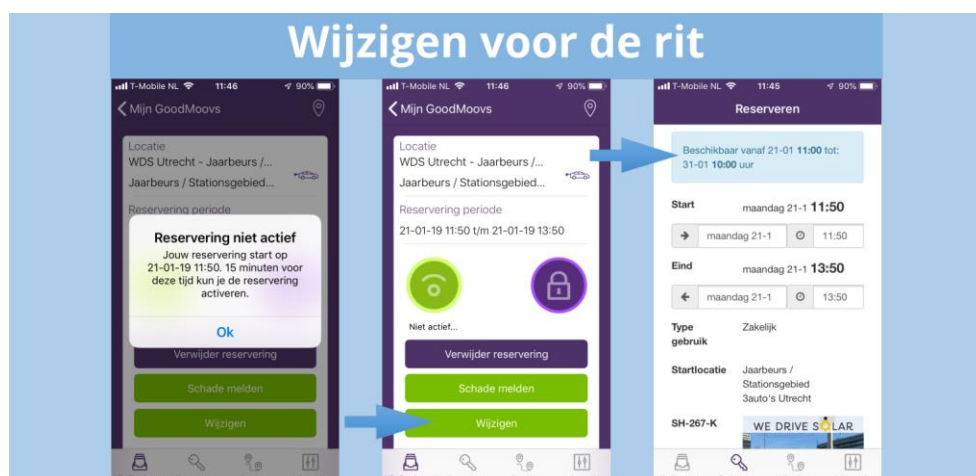 Wijzigen voor de rit
T-Mobile NL 11:46 90%
Mijn GoodMoovs
Locatie
WDS Utrecht - Jaarbeurs /...
Jaarbeurs / Stationsgebied...
Reservering periode
Reservering niet actief
Jouw reservering start op
21-01-19 11:50. 15 minuten voor
deze tijd kun je de reservering
activeren.
Ok
Verwijder reservering
Schade melden
Wijzigen
T-Mobile NL 11:46 90%
Mijn GoodMoovs
Locatie
WDS Utrecht - Jaarbeurs /...
Jaarbeurs / Stationsgebied...
Reservering periode
21-01-19 11:50 t/m 21-01-19 13:50
Niet actief...
Verwijder reservering
Schade melden
Wijzigen
T-Mobile NL 11:45 90%
Reserveren
Beschikbaar vanaf 21-01 11:00 tot:
31-01 10:00 uur
Start maandag 21-1 11:50
maandag 21-1 11:50
Eind maandag 21-1 13:50
maandag 21-1 13:50
Type Zakelijk
gebruik
Startlocatie Jaarbeurs /
Stationsgebied
3auto's Utrecht
SH-267-K WE DRIVE SOLAR